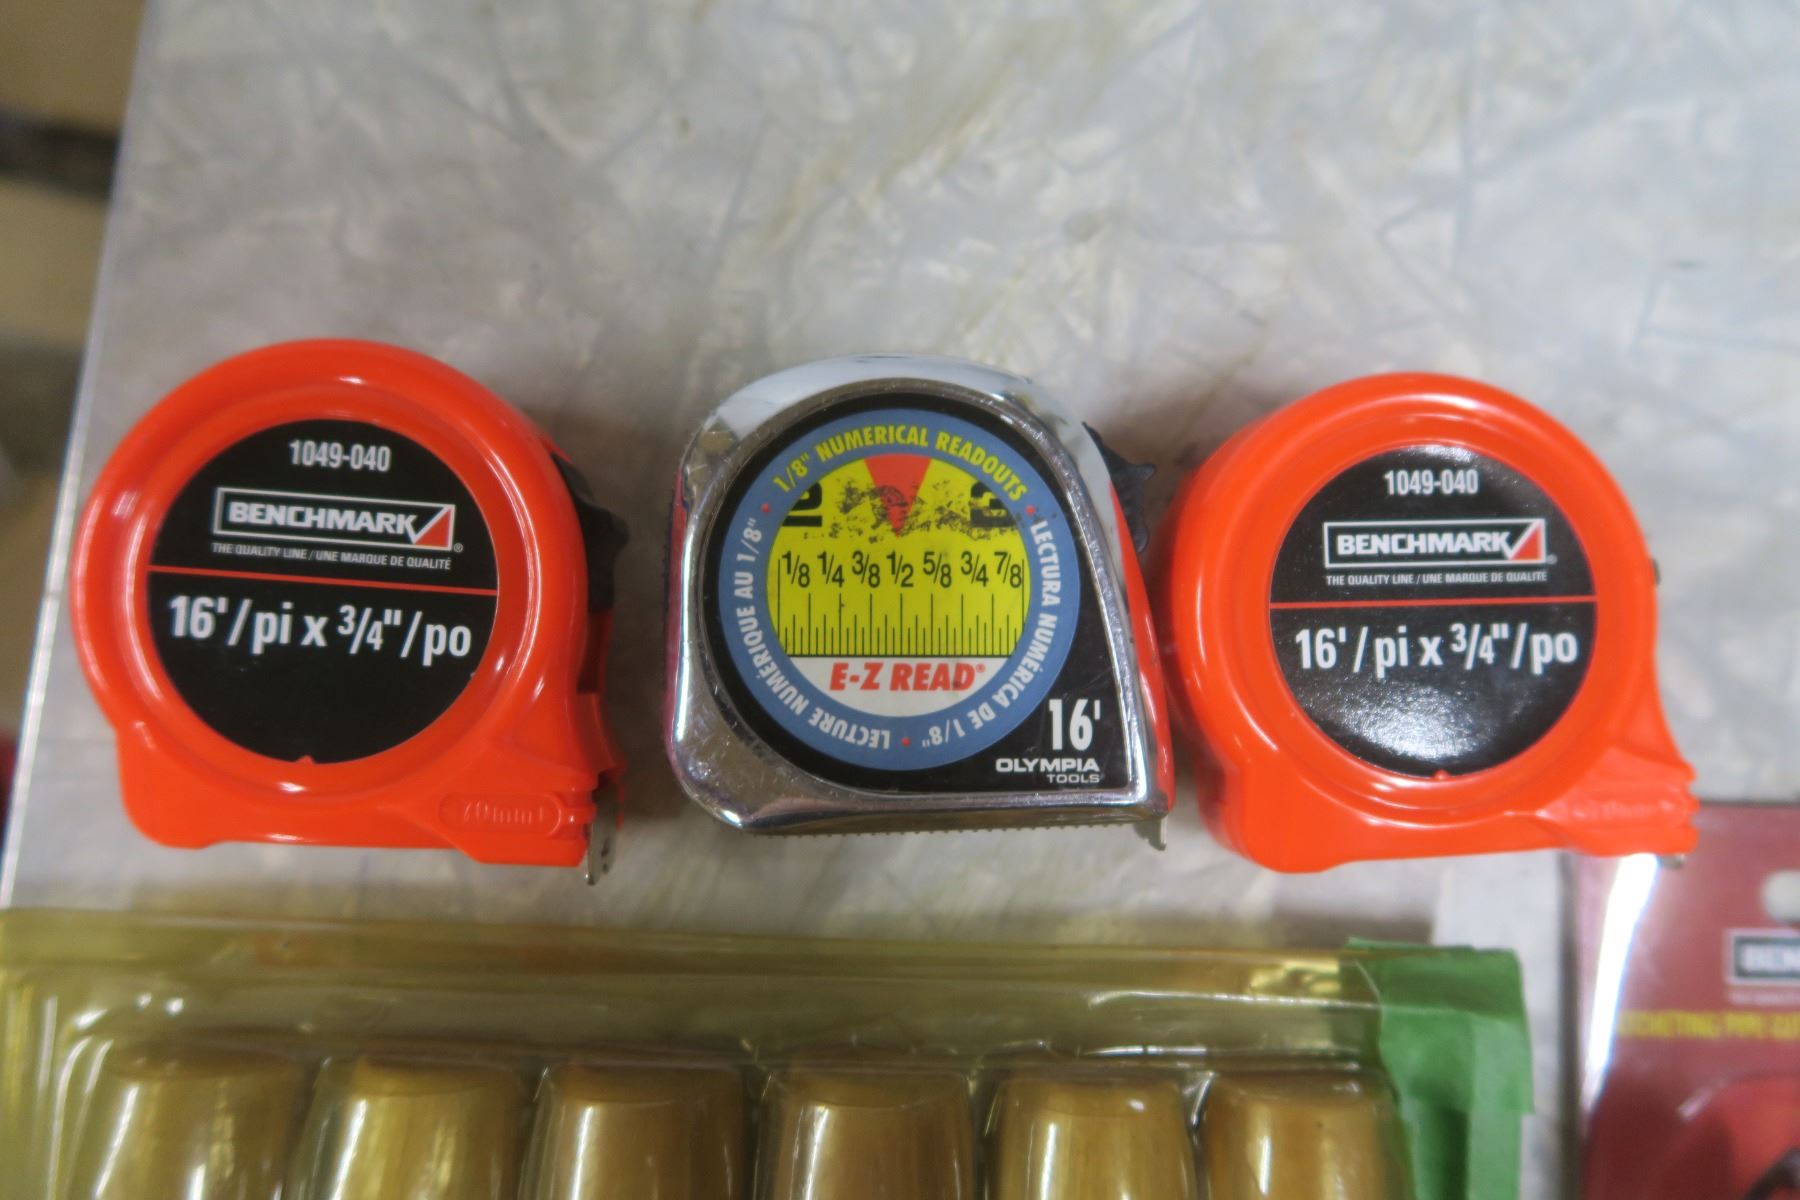 1049-040
BENCHMARK
®
THE QUALITY LINE / UNE MARQUE DE QUALITÉ
16'/pi x 3/4"/po
70mm
1/8" NUMERICAL READOUTS • LECTURA NUMÉRICA DE 1/8" • LECTURE NUMÉRIQUE AU 1/8" •
1/8 1/4 3/8 1/2 5/8 3/4 7/8
E-Z READ®
16'
OLYMPIA
TOOLS
1049-040
BENCHMARK
®
THE QUALITY LINE / UNE MARQUE DE QUALITÉ
16'/pi x 3/4"/po